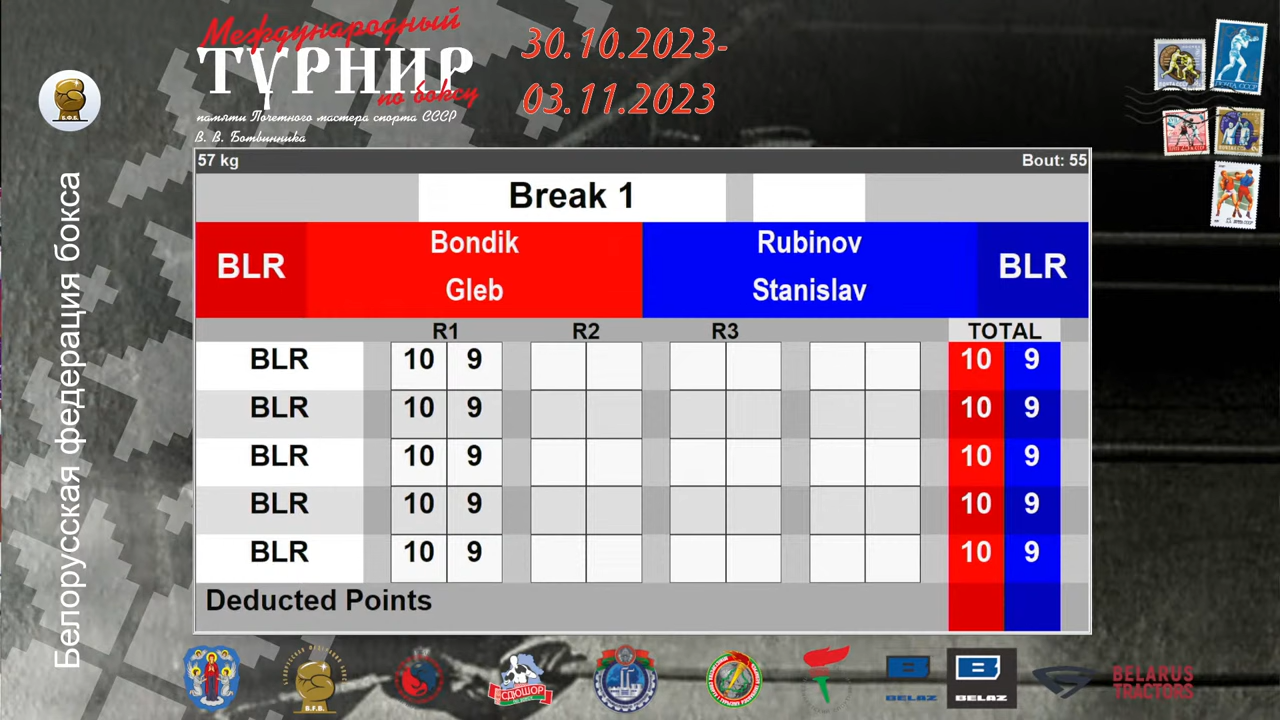 Международный
ТУРНИР
по боксу
памяти Почетного мастера спорта СССР
В. В. Ботвинника
30.10.2023-
03.11.2023
Белорусская федерация бокса
57 kg Bout: 55
Break 1
BLR Bondik Gleb Rubinov Stanislav BLR
R1 R2 R3 TOTAL
BLR 10 9 10 9
BLR 10 9 10 9
BLR 10 9 10 9
BLR 10 9 10 9
BLR 10 9 10 9
Deducted Points
B.F.B.
СДЮШОР
BELAZ
BELAZ
BELARUS
TRACTORS